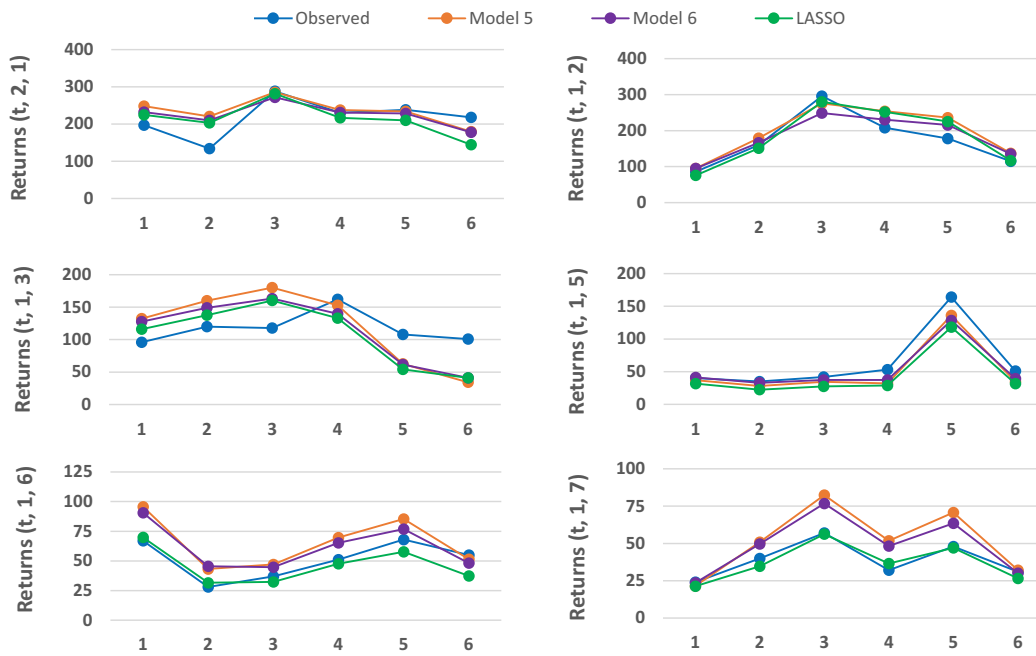 Observed Model 5 Model 6 LASSO
Returns (t, 2, 1)
400
300
200
100
0
1 2 3 4 5 6
Returns (t, 1, 2)
400
300
200
100
0
1 2 3 4 5 6
Returns (t, 1, 3)
200
150
100
50
0
1 2 3 4 5 6
Returns (t, 1, 5)
200
150
100
50
0
1 2 3 4 5 6
Returns (t, 1, 6)
125
100
75
50
25
0
1 2 3 4 5 6
Returns (t, 1, 7)
100
75
50
25
0
1 2 3 4 5 6